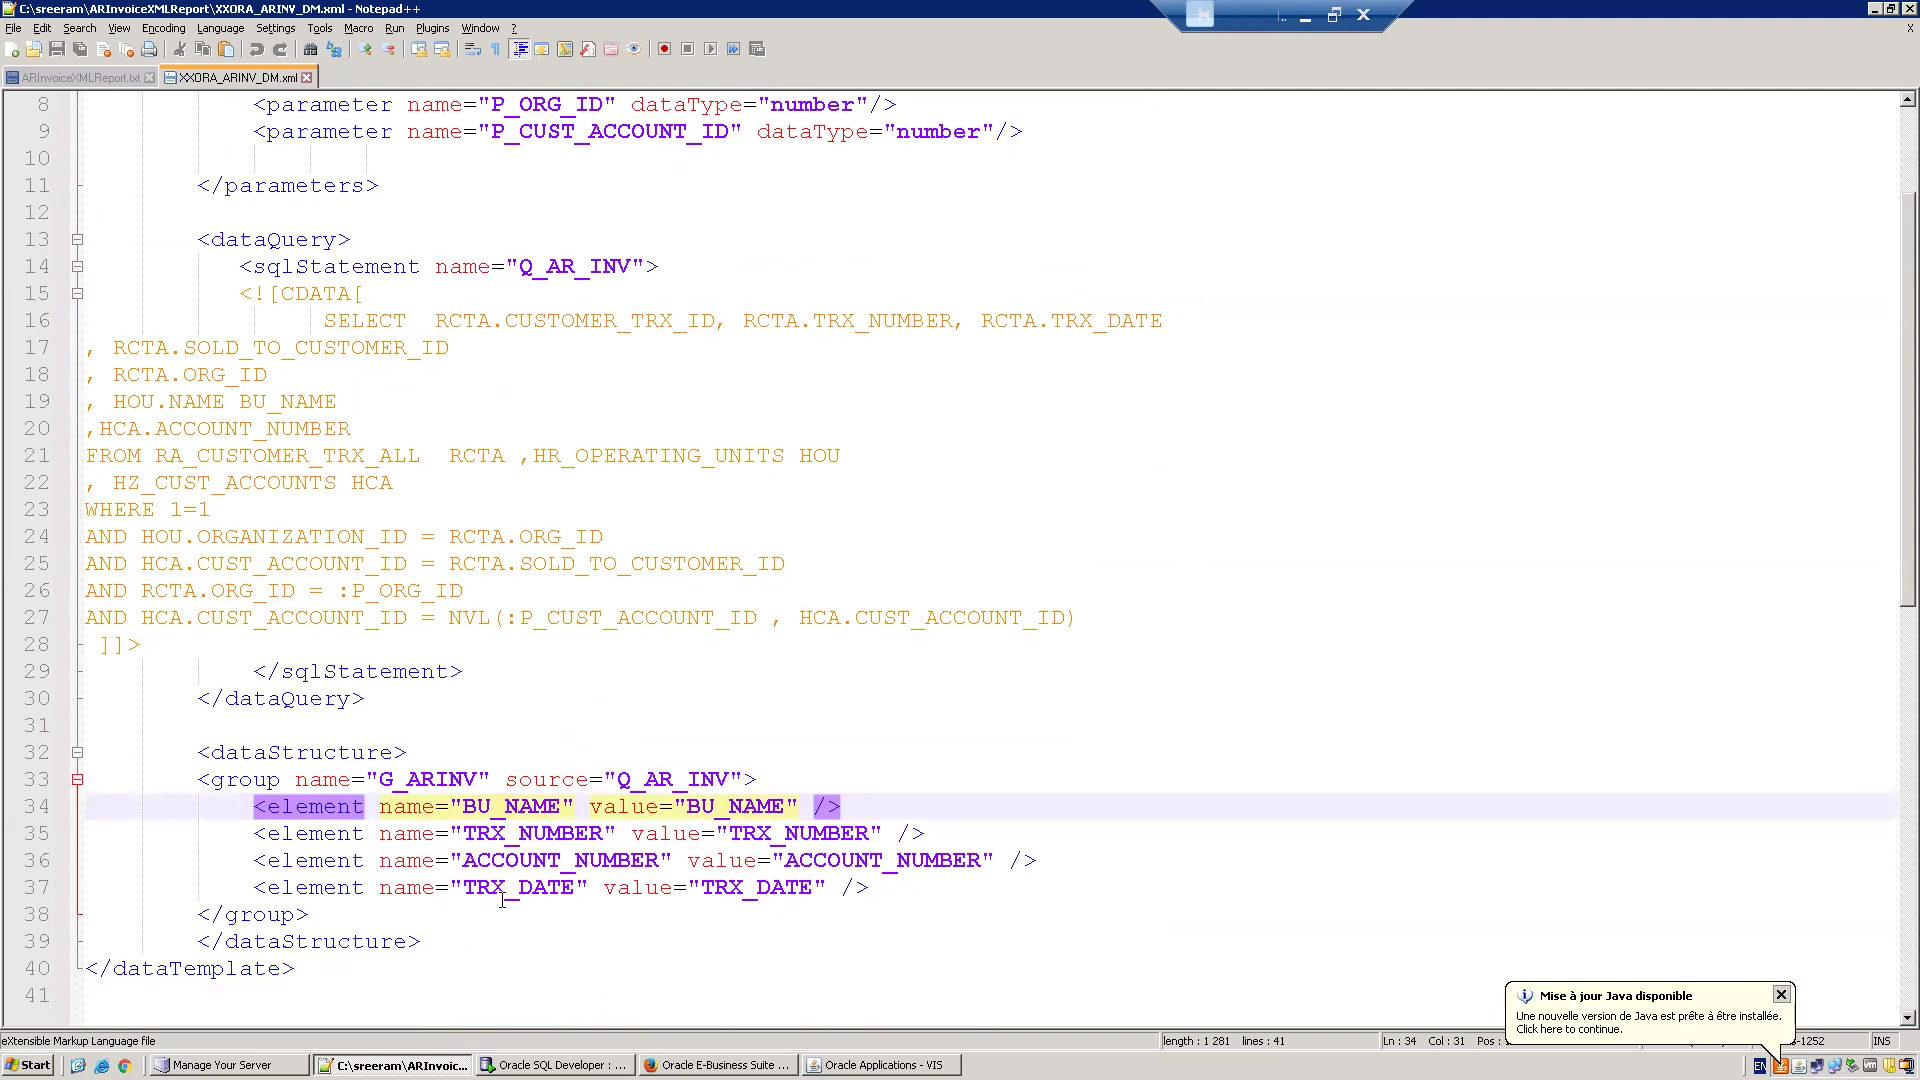 C:\sreeram\ARInvoiceXMLReport\XXORA_ARINV_DM.xml - Notepad++
File Edit Search View Encoding Language Settings Tools Macro Run Plugins Window ?
ARInvoiceXMLReport.txt XXORA_ARINV_DM.xml
8 <parameter name="P_ORG_ID" dataType="number"/>
9 <parameter name="P_CUST_ACCOUNT_ID" dataType="number"/>
10
11 </parameters>
12
13 <dataQuery>
14 <sqlStatement name="Q_AR_INV">
15 <![CDATA[
16 SELECT RCTA.CUSTOMER_TRX_ID, RCTA.TRX_NUMBER, RCTA.TRX_DATE
17 , RCTA.SOLD_TO_CUSTOMER_ID
18 , RCTA.ORG_ID
19 , HOU.NAME BU_NAME
20 ,HCA.ACCOUNT_NUMBER
21 FROM RA_CUSTOMER_TRX_ALL RCTA ,HR_OPERATING_UNITS HOU
22 , HZ_CUST_ACCOUNTS HCA
23 WHERE 1=1
24 AND HOU.ORGANIZATION_ID = RCTA.ORG_ID
25 AND HCA.CUST_ACCOUNT_ID = RCTA.SOLD_TO_CUSTOMER_ID
26 AND RCTA.ORG_ID = :P_ORG_ID
27 AND HCA.CUST_ACCOUNT_ID = NVL(:P_CUST_ACCOUNT_ID , HCA.CUST_ACCOUNT_ID)
28 ]]>
29 </sqlStatement>
30 </dataQuery>
31
32 <dataStructure>
33 <group name="G_ARINV" source="Q_AR_INV">
34 <element name="BU_NAME" value="BU_NAME" />
35 <element name="TRX_NUMBER" value="TRX_NUMBER" />
36 <element name="ACCOUNT_NUMBER" value="ACCOUNT_NUMBER" />
37 <element name="TRX_DATE" value="TRX_DATE" />
38 </group>
39 </dataStructure>
40 </dataTemplate>
41
Mise à jour Java disponible
Une nouvelle version de Java est prête à être installée.
Click here to continue.
eXtensible Markup Language file length : 1 281 lines : 41 Ln : 34 Col : 31 Pos : -1252 INS
Start Manage Your Server C:\sreeram\ARInvoic... Oracle SQL Developer : ... Oracle E-Business Suite ... Oracle Applications - VIS EN